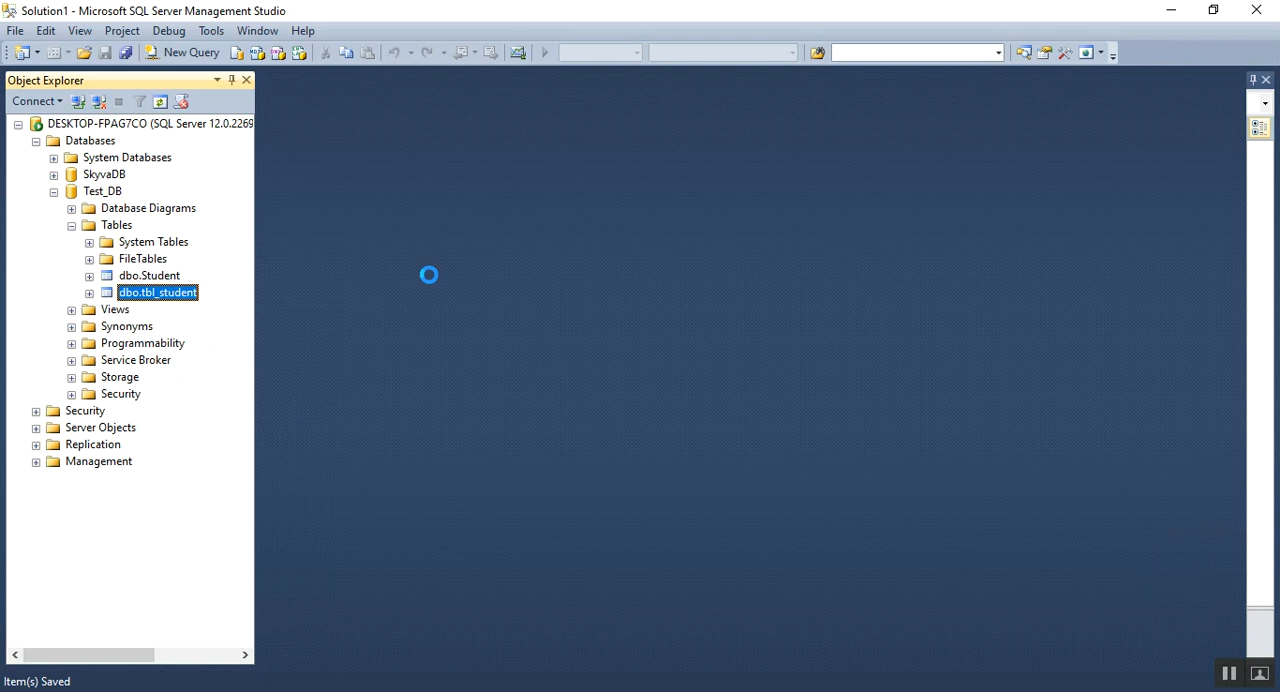 Solution1 - Microsoft SQL Server Management Studio
File Edit View Project Debug Tools Window Help
New Query
Object Explorer
Connect
DESKTOP-FPAG7CO (SQL Server 12.0.2269
Databases
System Databases
SkyvaDB
Test_DB
Database Diagrams
Tables
System Tables
FileTables
dbo.Student
dbo.tbl_student
Views
Synonyms
Programmability
Service Broker
Storage
Security
Security
Server Objects
Replication
Management
Item(s) Saved